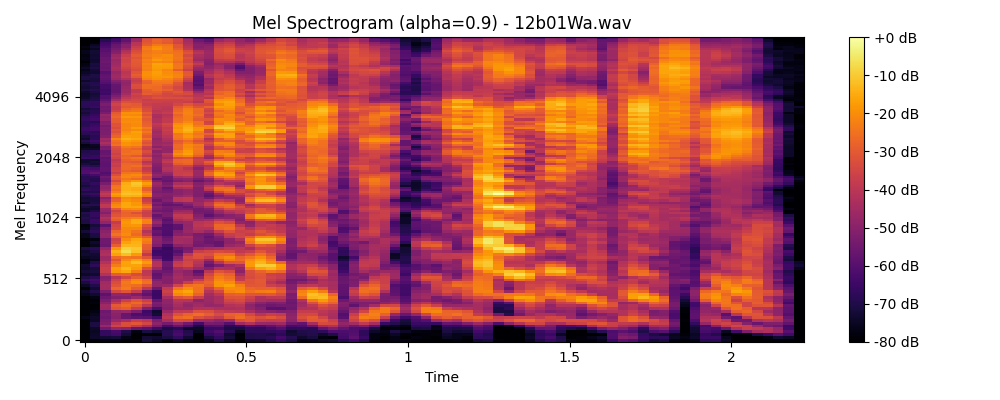 Mel Spectrogram (alpha=0.9) - 12b01Wa.wav
Mel Frequency
4096
2048
1024
512
0
0
0.5
1
1.5
2
Time
+0 dB
-10 dB
-20 dB
-30 dB
-40 dB
-50 dB
-60 dB
-70 dB
-80 dB